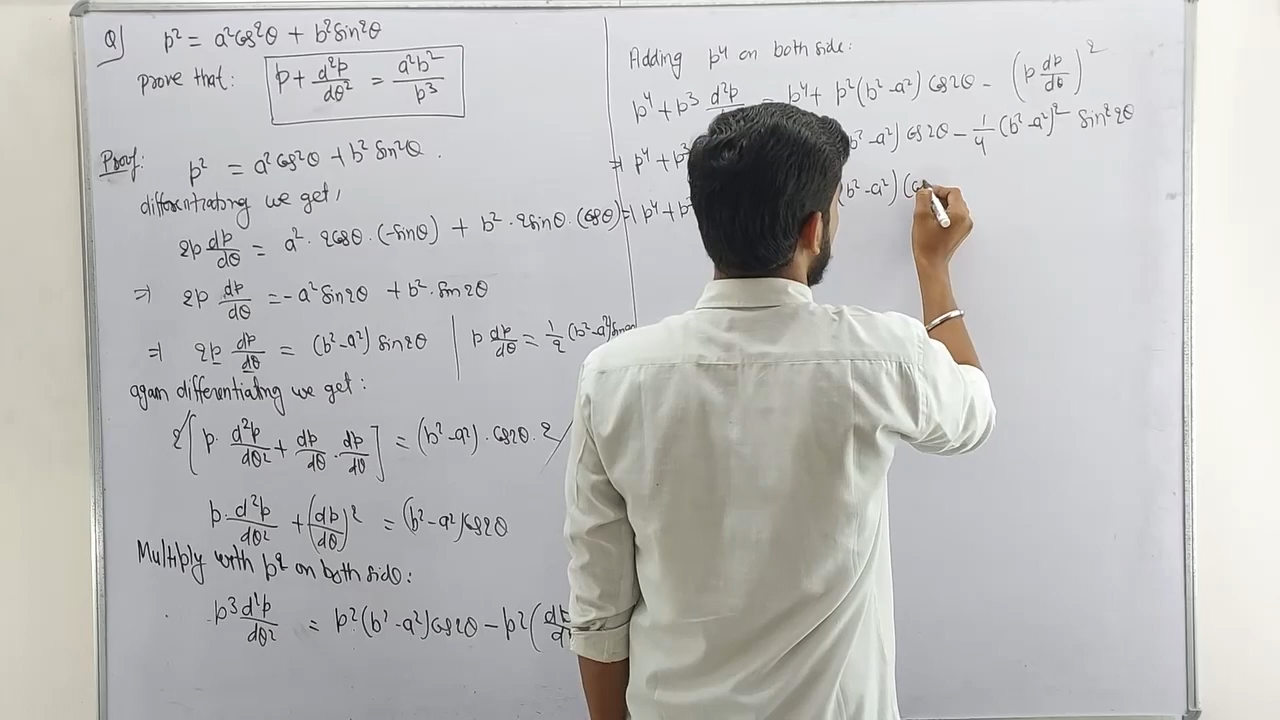 Q] p² = a²cos²θ + b²sin²θ
Prove that: p + d²p/dθ² = a²b²/p³
Proof: p² = a²cos²θ + b²sin²θ.
differentiating we get,
2p dp/dθ = a². 2cosθ.(-sinθ) + b². 2sinθ.(cosθ)
⇒ 2p dp/dθ = -a² sin2θ + b². sin2θ
⇒ 2p dp/dθ = (b²-a²) sin2θ | p dp/dθ = 1/2 (b²-a²) sin2θ
again differentiating we get:
2[p. d²p/dθ² + dp/dθ . dp/dθ] = (b²-a²). cos2θ. 2
p. d²p/dθ² + (dp/dθ)² = (b²-a²)cos2θ
Multiply with p² on both side:
p³ d²p/dθ² = p²(b²-a²)cos2θ - p²(
Adding p⁴ on both side:
p⁴ + p³ d²p = p⁴ + p²(b²-a²) cos2θ - (p dp/dθ)²
⇒ p⁴ + p³ b²-a²) cos2θ - 1/4 (b²-a²)² sin²2θ
⇒ p⁴ + (b²-a²)(